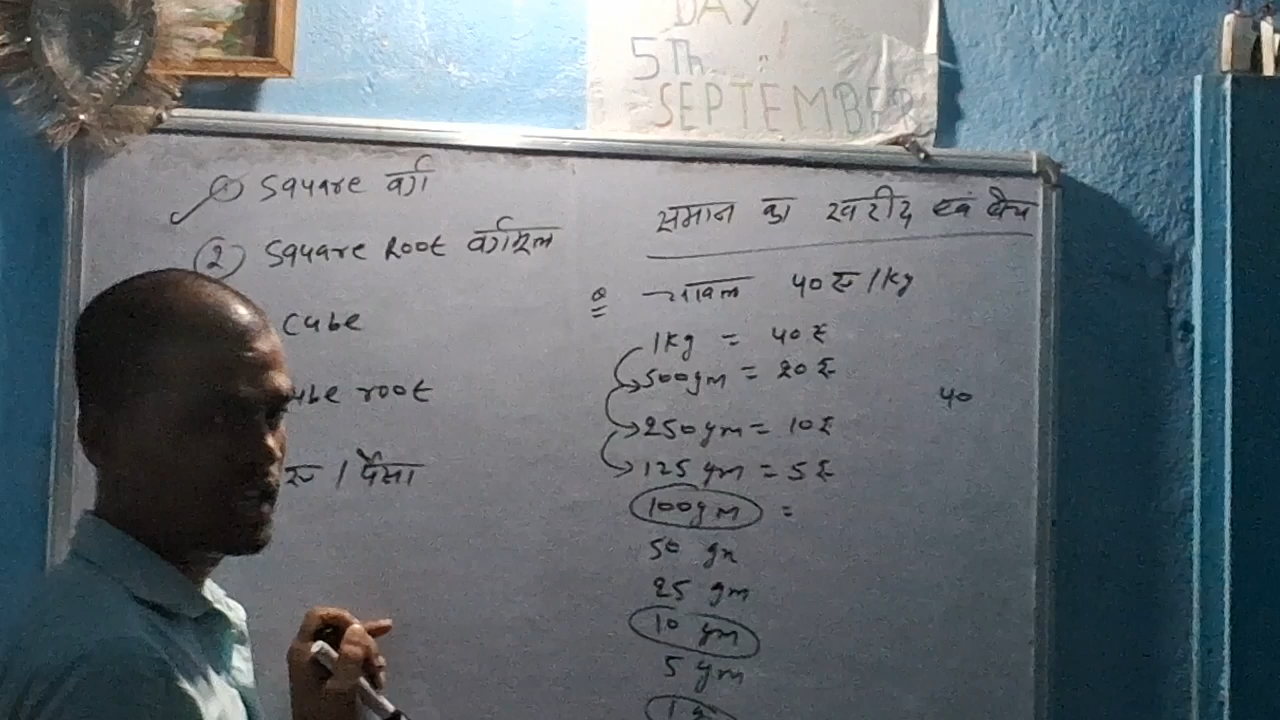 DAY
5Th
SEPTEMBER
① Square वर्ग
② Square Root वर्गमूल
Cube
ube root
रु / पैसा
समान का खरीद एवं बेच
Q चावल 40 रु /kg
1kg = 40 रु
500gm = 20 रु
250gm = 10 रु
125 gm = 5 रु
100gm =
50 gm
25 gm
10 gm
5 gm
1 g
40